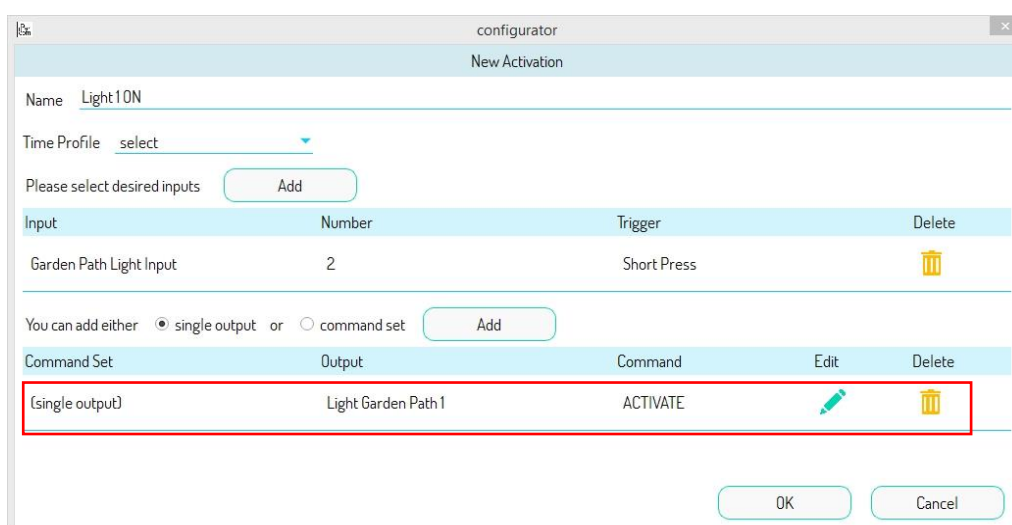 configurator
New Activation
Name Light1 ON
Time Profile select
Please select desired inputs Add
Input Number Trigger Delete
Garden Path Light Input 2 Short Press
You can add either single output or command set Add
Command Set Output Command Edit Delete
(single output) Light Garden Path 1 ACTIVATE
OK Cancel